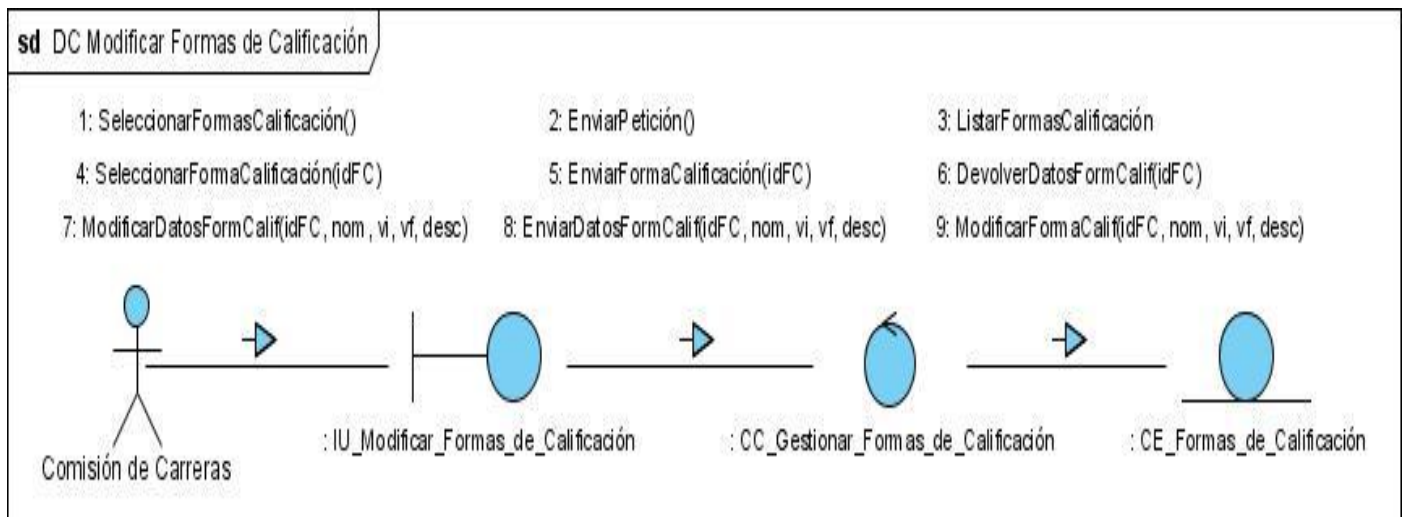 sd DC Modificar Formas de Calificación
1: SeleccionarFormasCalificación() 2: EnviarPetición() 3: ListarFormasCalificación
4: SeleccionarFormaCalificación(idFC) 5: EnviarFormaCalificación(idFC) 6: DevolverDatosFormCalif(idFC)
7: ModificarDatosFormCalif(idFC, nom, vi, vf, desc) 8: EnviarDatosFormCalif(idFC, nom, vi, vf, desc) 9: ModificarFormaCalif(idFC, nom, vi, vf, desc)
: IU_Modificar_Formas_de_Calificación : CC_Gestionar_Formas_de_Calificación : CE_Formas_de_Calificación
Comisión de Carreras